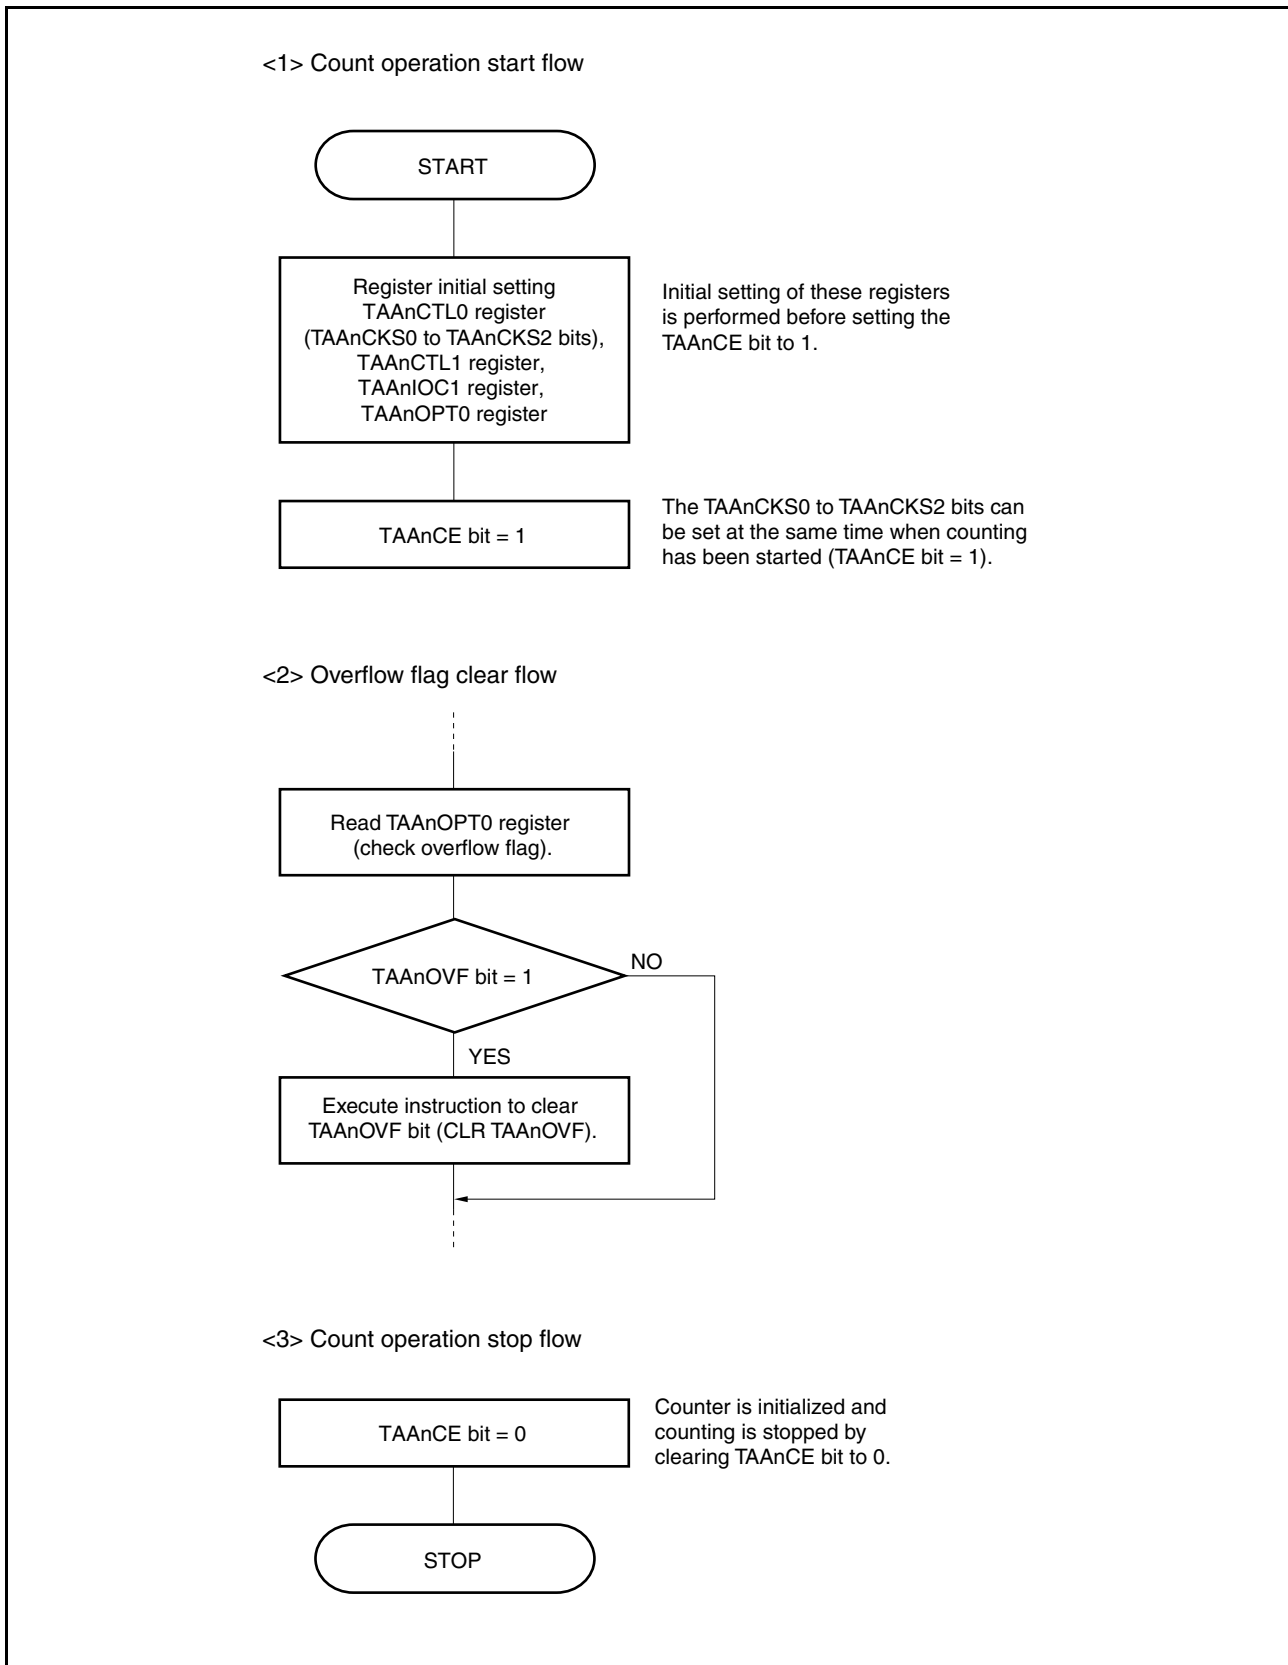 <1> Count operation start flow
START
Register initial setting
TAAnCTL0 register
(TAAnCKS0 to TAAnCKS2 bits),
TAAnCTL1 register,
TAAnIOC1 register,
TAAnOPT0 register
Initial setting of these registers
is performed before setting the
TAAnCE bit to 1.
TAAnCE bit = 1
The TAAnCKS0 to TAAnCKS2 bits can
be set at the same time when counting
has been started (TAAnCE bit = 1).
<2> Overflow flag clear flow
Read TAAnOPT0 register
(check overflow flag).
TAAnOVF bit = 1
NO
YES
Execute instruction to clear
TAAnOVF bit (CLR TAAnOVF).
<3> Count operation stop flow
TAAnCE bit = 0
Counter is initialized and
counting is stopped by
clearing TAAnCE bit to 0.
STOP